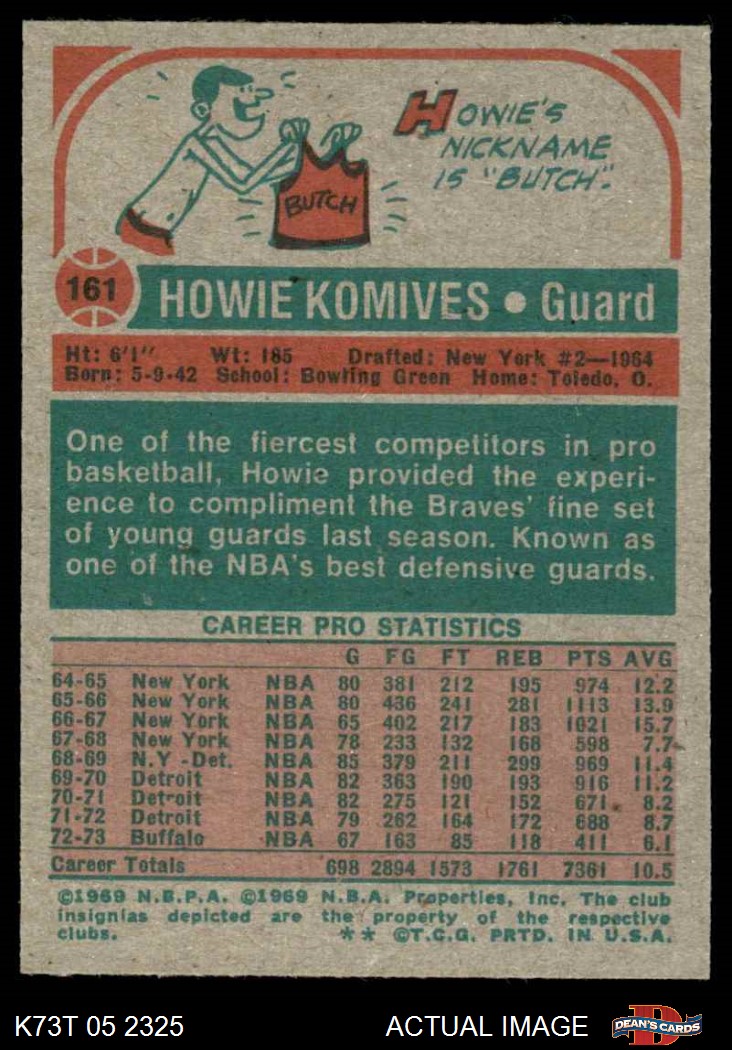 HOWIE'S
NICKNAME
IS "BUTCH".
BUTCH
161
HOWIE KOMIVES • Guard
Ht: 6'1" Wt: 185 Drafted: New York #2—1964
Born: 5-9-42 School: Bowling Green Home: Toledo, O.
One of the fiercest competitors in pro
basketball, Howie provided the experi-
ence to compliment the Braves' fine set
of young guards last season. Known as
one of the NBA's best defensive guards.
CAREER PRO STATISTICS
G FG FT REB PTS AVG
64-65 New York NBA 80 381 212 195 974 12.2
65-66 New York NBA 80 436 241 281 1113 13.9
66-67 New York NBA 65 402 217 183 1021 15.7
67-68 New York NBA 78 233 132 168 598 7.7
68-69 N.Y.-Det. NBA 85 379 211 299 969 11.4
69-70 Detroit NBA 82 363 190 193 916 11.2
70-71 Detroit NBA 82 275 121 152 671 8.2
71-72 Detroit NBA 79 262 164 172 688 8.7
72-73 Buffalo NBA 67 163 85 118 411 6.1
Career Totals 698 2894 1573 1761 7361 10.5
©1969 N.B.P.A. ©1969 N.B.A. Properties, Inc. The club
insignias depicted are the property of the respective
clubs. ** ©T.C.G. PRTD. IN U.S.A.
K73T 05 2325 ACTUAL IMAGE
D
DEAN'S CARDS